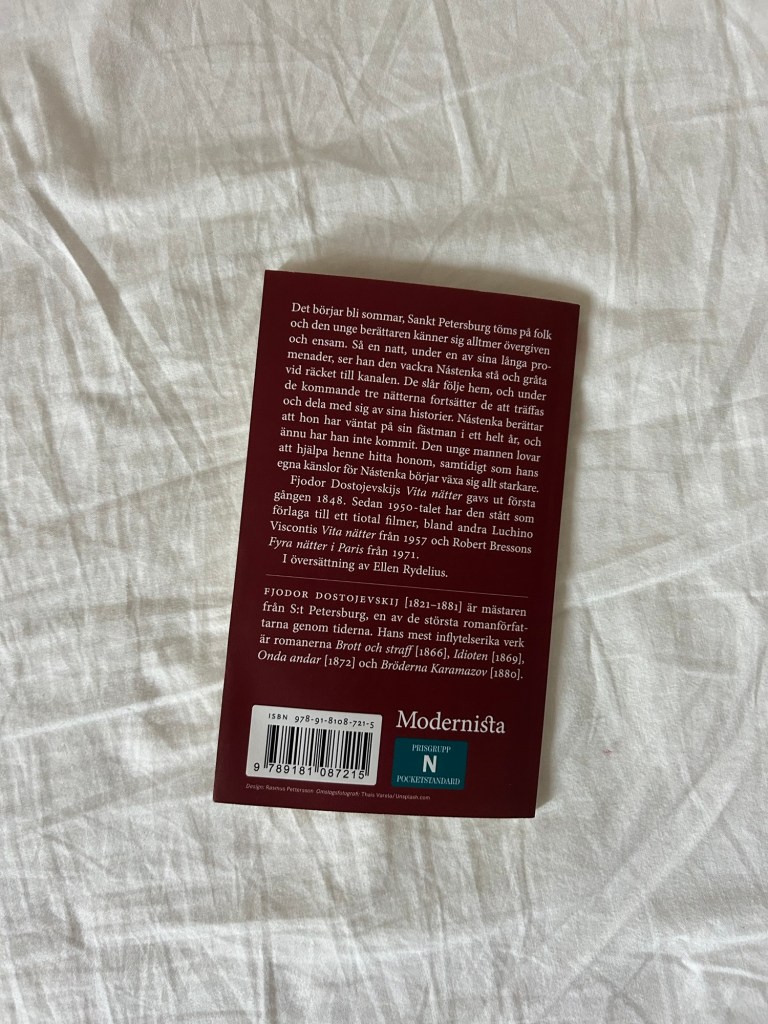 Det börjar bli sommar, Sankt Petersburg töms på folk
och den unge berättaren känner sig alltmer övergiven
och ensam. Så en natt, under en av sina långa pro-
menader, ser han den vackra Nástenka stå och gråta
vid räcket till kanalen. De slår följe hem, och under
de kommande tre nätterna fortsätter de att träffas
och dela med sig av sina historier. Nástenka berättar
att hon har väntat på sin fästman i ett helt år, och
ännu har han inte kommit. Den unge mannen lovar
att hjälpa henne hitta honom, samtidigt som hans
egna känslor för Nástenka börjar växa sig allt starkare.
Fjodor Dostojevskijs Vita nätter gavs ut första
gången 1848. Sedan 1950-talet har den stått som
förlaga till ett tiotal filmer, bland andra Luchino
Viscontis Vita nätter från 1957 och Robert Bressons
Fyra nätter i Paris från 1971.
I översättning av Ellen Rydelius.
FJODOR DOSTOJEVSKIJ [1821–1881] är mästaren
från S:t Petersburg, en av de största romanförfat-
tarna genom tiderna. Hans mest inflytelserika verk
är romanerna Brott och straff [1866], Idioten [1869],
Onda andar [1872] och Bröderna Karamazov [1880].
ISBN 978-91-8108-721-5
9 789181 087215
Modernista
PRISGRUPP
N
POCKETSTANDARD
Design: Rasmus Pettersson Omslagsfotografi: Thais Varela/Unsplash.com